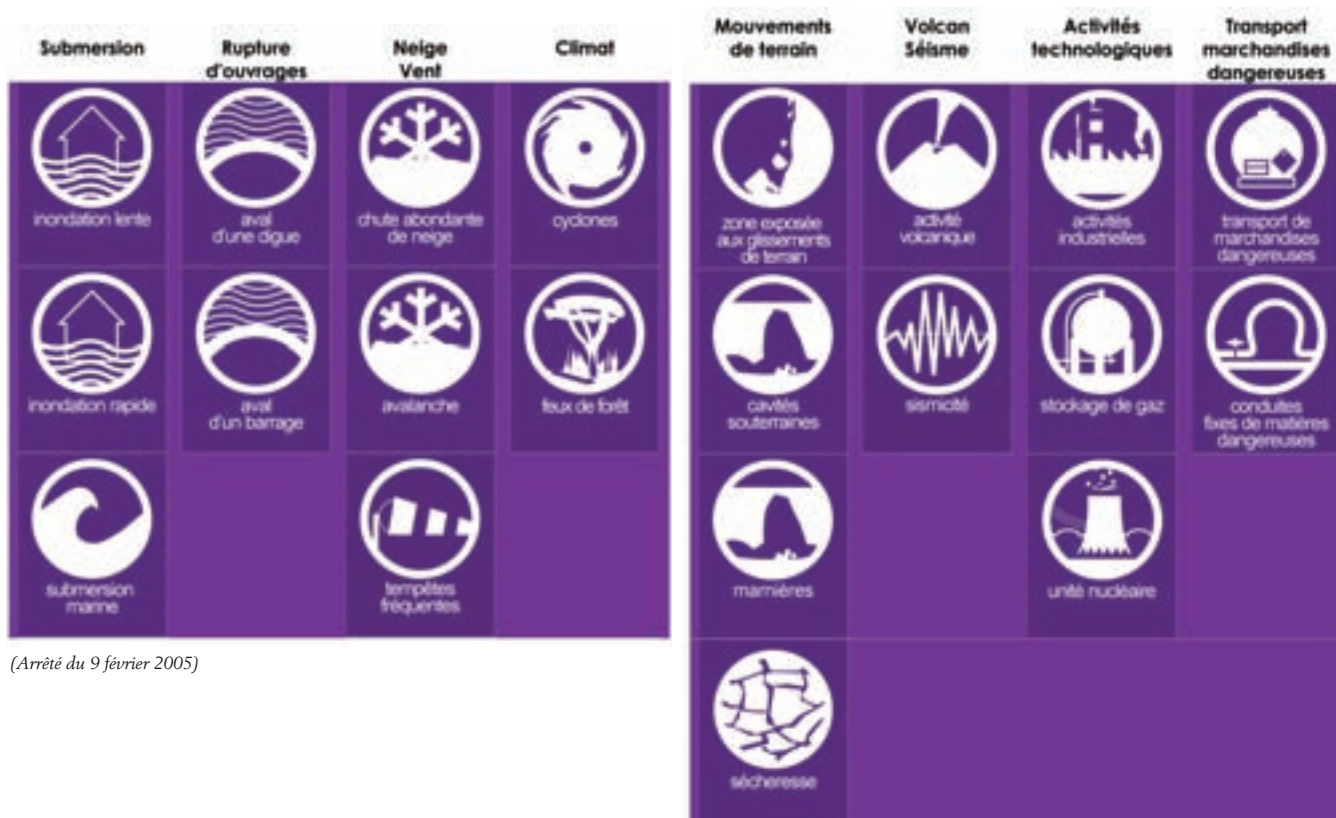 Submersion
Rupture
d'ouvrages
Neige
Vent
Climat
inondation lente
aval
d'une digue
chute abondante
de neige
cyclones
inondation rapide
aval
d'un barrage
avalanche
feux de forêt
submersion
marine
tempêtes
fréquentes
(Arrêté du 9 février 2005)
Mouvements
de terrain
Volcan
Séisme
Activités
technologiques
Transport
marchandises
dangereuses
zone exposée
aux glissements
de terrain
activité
volcanique
activités
industrielles
transport de
marchandises
dangereuses
cavités
souterraines
sismicité
stockage de gaz
conduites
fixes de matières
dangereuses
marnières
unité nucléaire
sécheresse